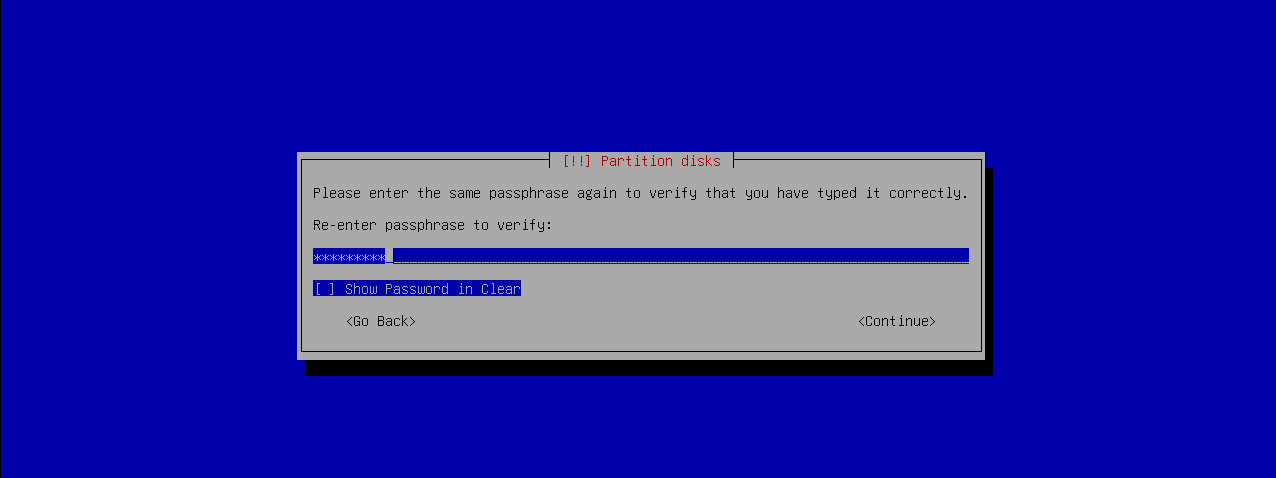 [!!] Partition disks
Please enter the same passphrase again to verify that you have typed it correctly.
Re-enter passphrase to verify:
*********
[ ] Show Password in Clear
<Go Back> <Continue>